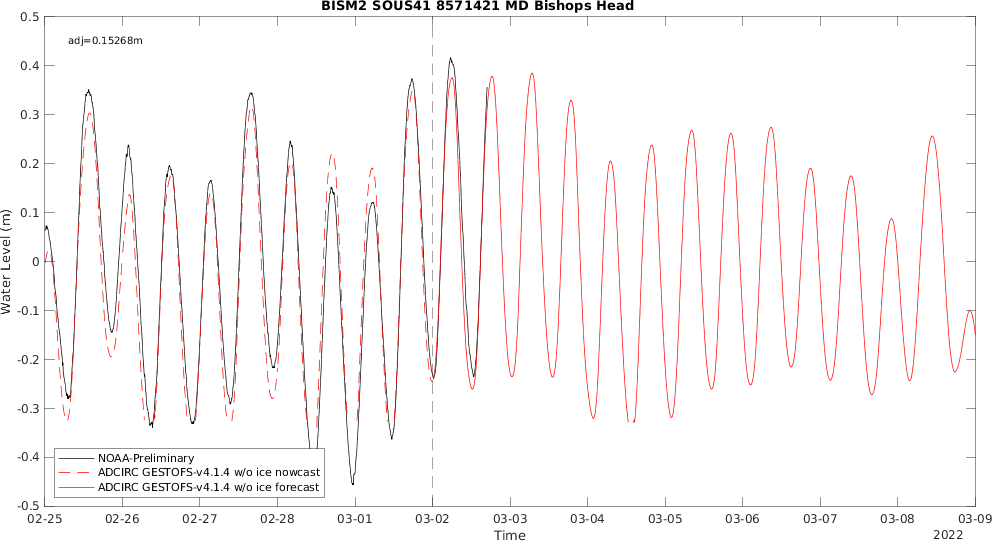 BISM2 SOUS41 8571421 MD Bishops Head
adj=0.15268m
Water Level (m)
0.5
0.4
0.3
0.2
0.1
0
-0.1
-0.2
-0.3
-0.4
-0.5
NOAA-Preliminary
ADCIRC GESTOFS-v4.1.4 w/o ice nowcast
ADCIRC GESTOFS-v4.1.4 w/o ice forecast
02-25 02-26 02-27 02-28 03-01 03-02 03-03 03-04 03-05 03-06 03-07 03-08 03-09
Time
2022